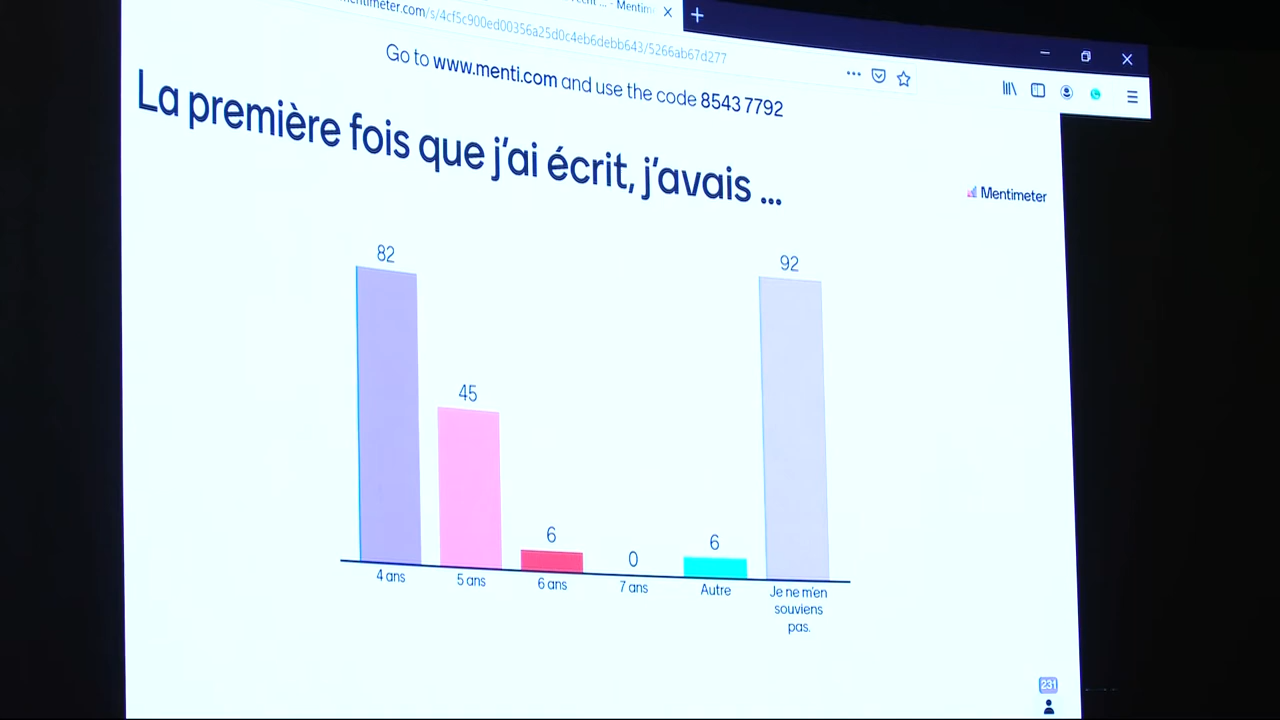 Mentim
mentimeter.com/s/4cf5c900ed00356a25d0c4eb6debb643/5266ab67d277
Go to www.menti.com and use the code 8543 7792
La première fois que j'ai écrit, j'avais ...
Mentimeter
82
45
6
0
6
92
4 ans
5 ans
6 ans
7 ans
Autre
Je ne m'en
souviens
pas.
231